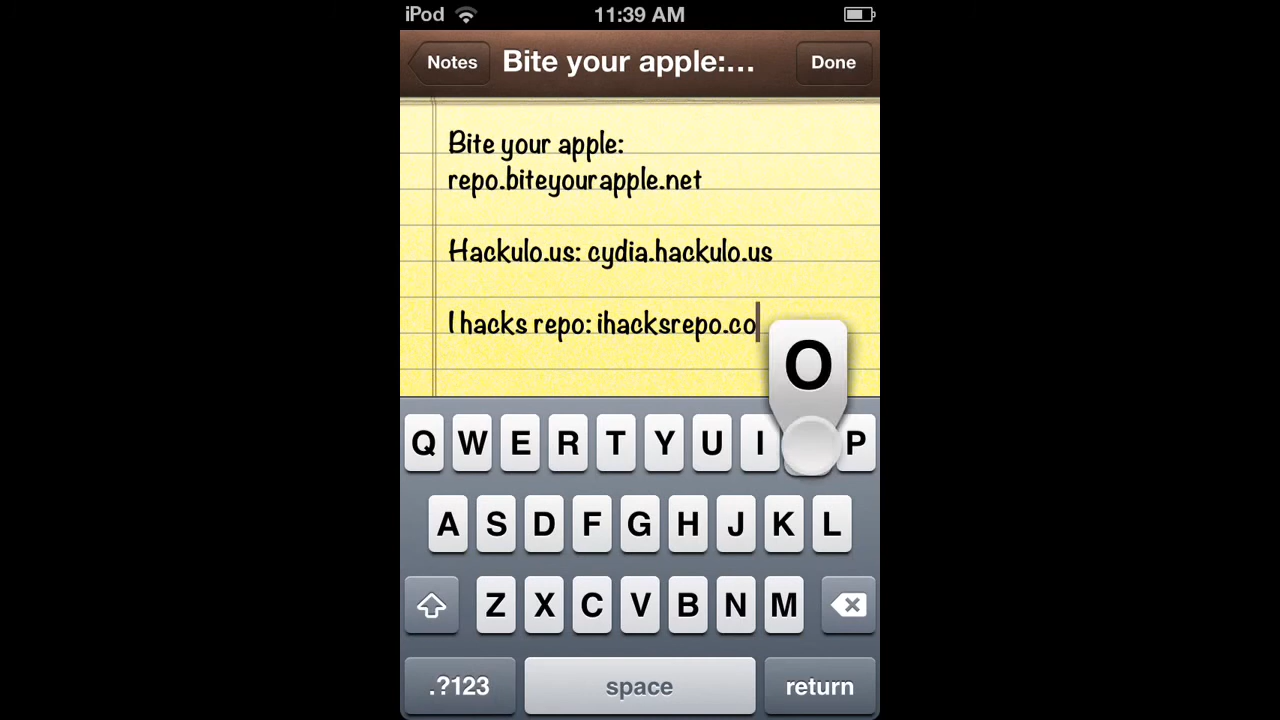 iPod 11:39 AM
Notes Bite your apple:... Done
Bite your apple:
repo.biteyourapple.net
Hackulo.us: cydia.hackulo.us
I hacks repo: ihacksrepo.co
O
Q W E R T Y U I P
A S D F G H J K L
Z X C V B N M
.?123 space return